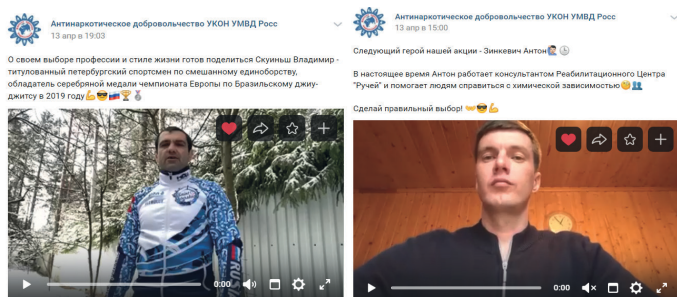 Антинаркотическое добровольчество УКОН УМВД Росс
13 апр в 19:03
О своем выборе профессии и стиле жизни готов поделиться Скуиньш Владимир -
титулованный петербургский спортсмен по смешанному единоборству,
обладатель серебряной медали чемпионата Европы по Бразильскому джиу-
джитсу в 2019 году💪😎🇷🇺🏆🥈
0:00
Антинаркотическое добровольчество УКОН УМВД Росс
13 апр в 15:00
Следующий герой нашей акции - Зинкевич Антон
В настоящее время Антон работает консультантом Реабилитационного Центра
"Ручей" и помогает людям справиться с химической зависимостью
Сделай правильный выбор! 🤝😎💪
0:00